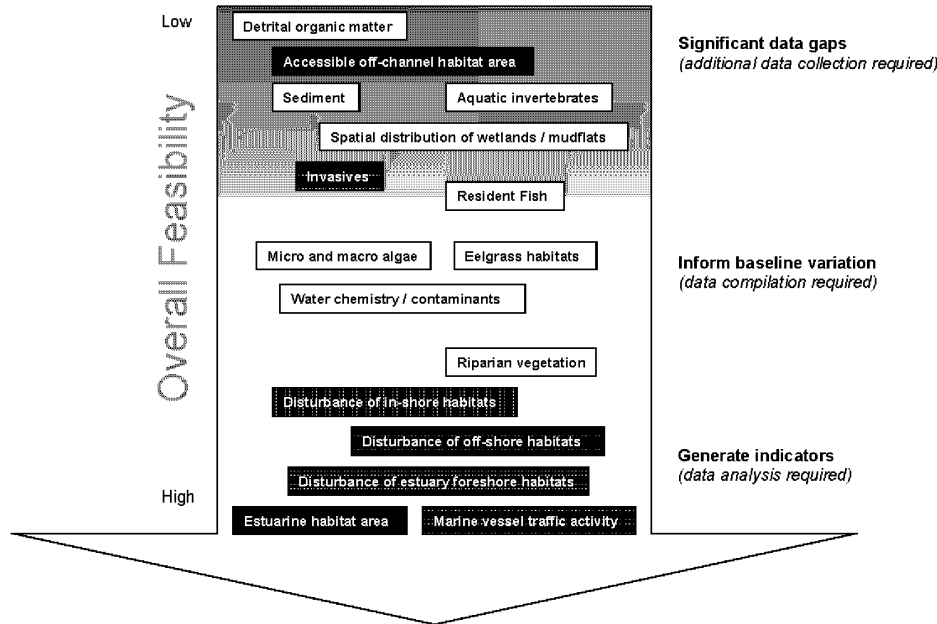 Low
Detrital organic matter
Accessible off-channel habitat area
Significant data gaps
(additional data collection required)
Sediment
Aquatic invertebrates
Spatial distribution of wetlands / mudflats
Invasives
Resident Fish
Overall Feasibility
Micro and macro algae
Eelgrass habitats
Inform baseline variation
(data compilation required)
Water chemistry / contaminants
Riparian vegetation
Disturbance of in-shore habitats
Disturbance of off-shore habitats
Generate indicators
(data analysis required)
Disturbance of estuary foreshore habitats
High
Estuarine habitat area
Marine vessel traffic activity